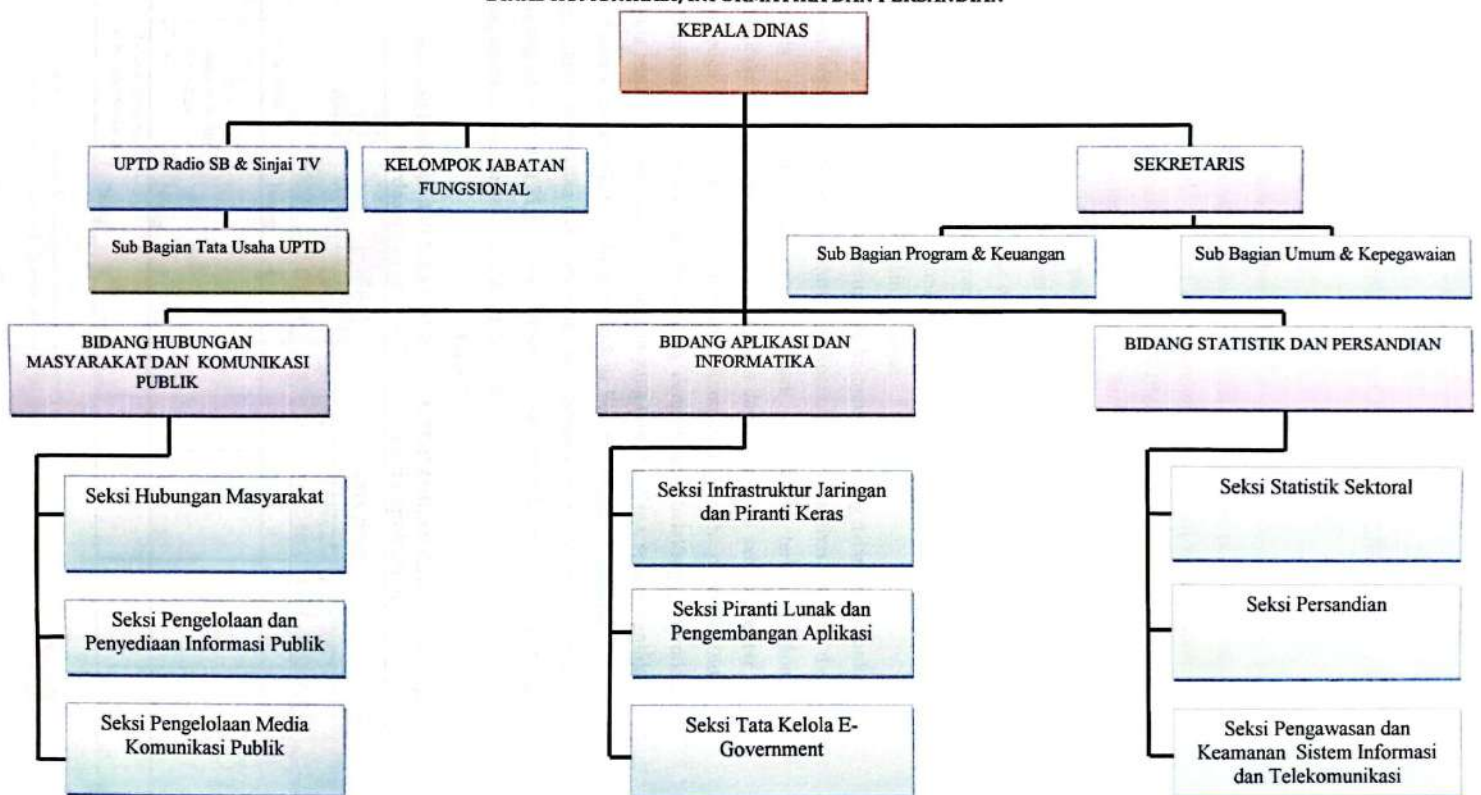 KEPALA DINAS
UPTD Radio SB & Sinjai TV
KELOMPOK JABATAN
FUNGSIONAL
SEKRETARIS
Sub Bagian Tata Usaha UPTD
Sub Bagian Program & Keuangan
Sub Bagian Umum & Kepegawaian
BIDANG HUBUNGAN
MASYARAKAT DAN KOMUNIKASI
PUBLIK
BIDANG APLIKASI DAN
INFORMATIKA
BIDANG STATISTIK DAN PERSANDIAN
Seksi Hubungan Masyarakat
Seksi Pengelolaan dan
Penyediaan Informasi Publik
Seksi Pengelolaan Media
Komunikasi Publik
Seksi Infrastruktur Jaringan
dan Piranti Keras
Seksi Piranti Lunak dan
Pengembangan Aplikasi
Seksi Tata Kelola E-
Government
Seksi Statistik Sektoral
Seksi Persandian
Seksi Pengawasan dan
Keamanan Sistem Informasi
dan Telekomunikasi